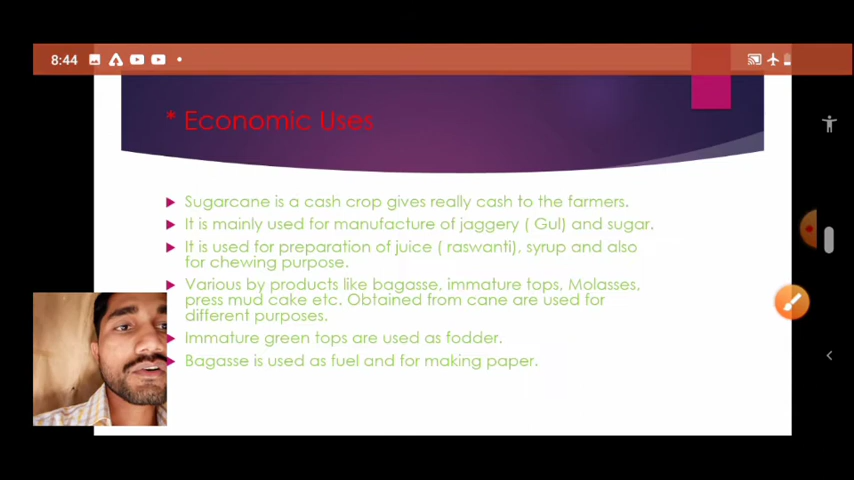 8:44
* Economic Uses
Sugarcane is a cash crop gives really cash to the farmers.
It is mainly used for manufacture of jaggery ( Gul) and sugar.
It is used for preparation of juice ( raswanti), syrup and also
for chewing purpose.
Various by products like bagasse, immature tops, Molasses,
press mud cake etc. Obtained from cane are used for
different purposes.
Immature green tops are used as fodder.
Bagasse is used as fuel and for making paper.